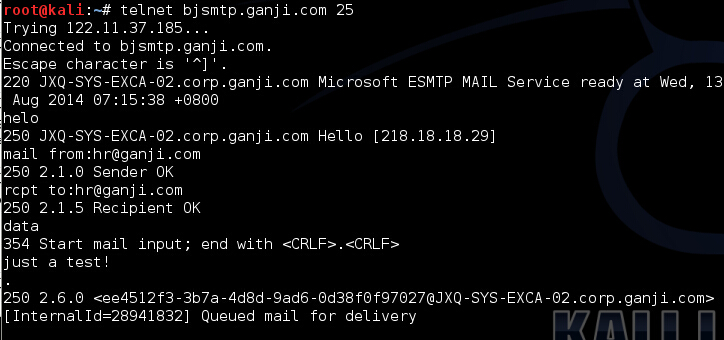 root@kali:~# telnet bjsmtp.ganji.com 25
Trying 122.11.37.185...
Connected to bjsmtp.ganji.com.
Escape character is '^]'.
220 JXQ-SYS-EXCA-02.corp.ganji.com Microsoft ESMTP MAIL Service ready at Wed, 13
 Aug 2014 07:15:38 +0800
helo
250 JXQ-SYS-EXCA-02.corp.ganji.com Hello [218.18.18.29]
mail from:hr@ganji.com
250 2.1.0 Sender OK
rcpt to:hr@ganji.com
250 2.1.5 Recipient OK
data
354 Start mail input; end with <CRLF>.<CRLF>
just a test!
.
250 2.6.0 <ee4512f3-3b7a-4d8d-9ad6-0d38f0f97027@JXQ-SYS-EXCA-02.corp.ganji.com>
[InternalId=28941832] Queued mail for delivery